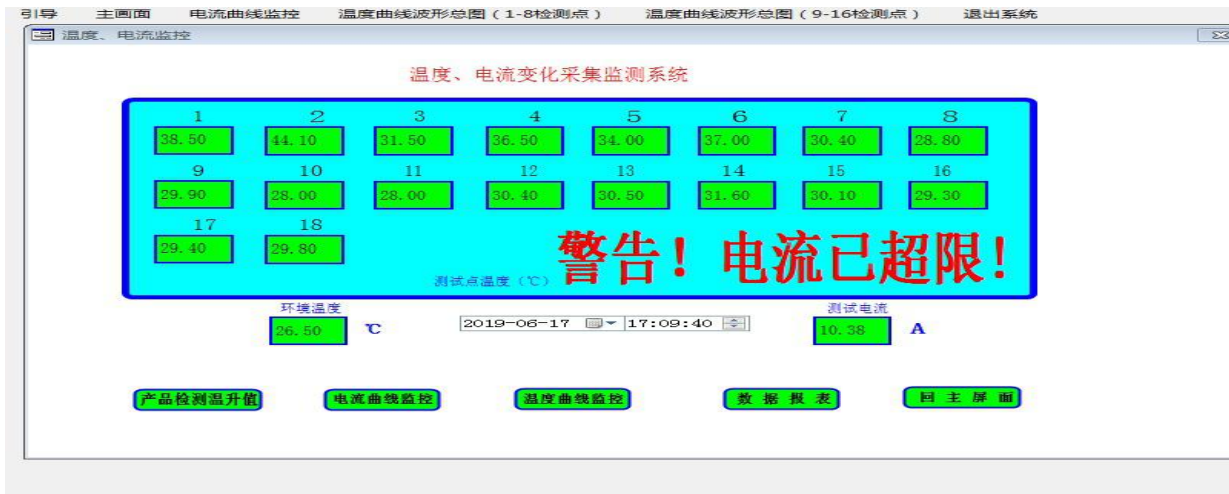 引导 主画面 电流曲线监控 温度曲线波形总图(1-8检测点) 温度曲线波形总图(9-16检测点) 退出系统
温度、电流监控
温度、电流变化采集监测系统
1 2 3 4 5 6 7 8
38.50 44.10 31.50 36.50 34.00 37.00 30.40 28.80
9 10 11 12 13 14 15 16
29.90 28.00 28.00 30.40 30.50 31.60 30.10 29.30
17 18
29.40 29.80
警告!电流已超限!
测试点温度(℃)
环境温度 测试电流
26.50 ℃ 2019-06-17 17:09:40 10.38 A
产品检测温升值 电流曲线监控 温度曲线监控 数据报表 回主屏面